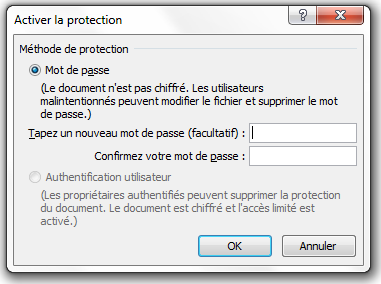 Activer la protection
Méthode de protection
Mot de passe
(Le document n'est pas chiffré. Les utilisateurs
malintentionnés peuvent modifier le fichier et supprimer le mot
de passe.)
Tapez un nouveau mot de passe (facultatif) :
Confirmez votre mot de passe :
Authentification utilisateur
(Les propriétaires authentifiés peuvent supprimer la protection
du document. Le document est chiffré et l'accès limité est
activé.)
OK Annuler